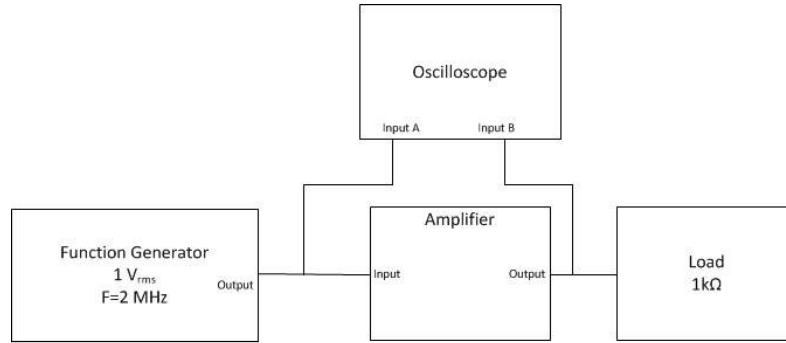 Oscilloscope
Input A
Input B
Function Generator
1 Vrms
F=2 MHz
Output
Amplifier
Input
Output
Load
1kΩ